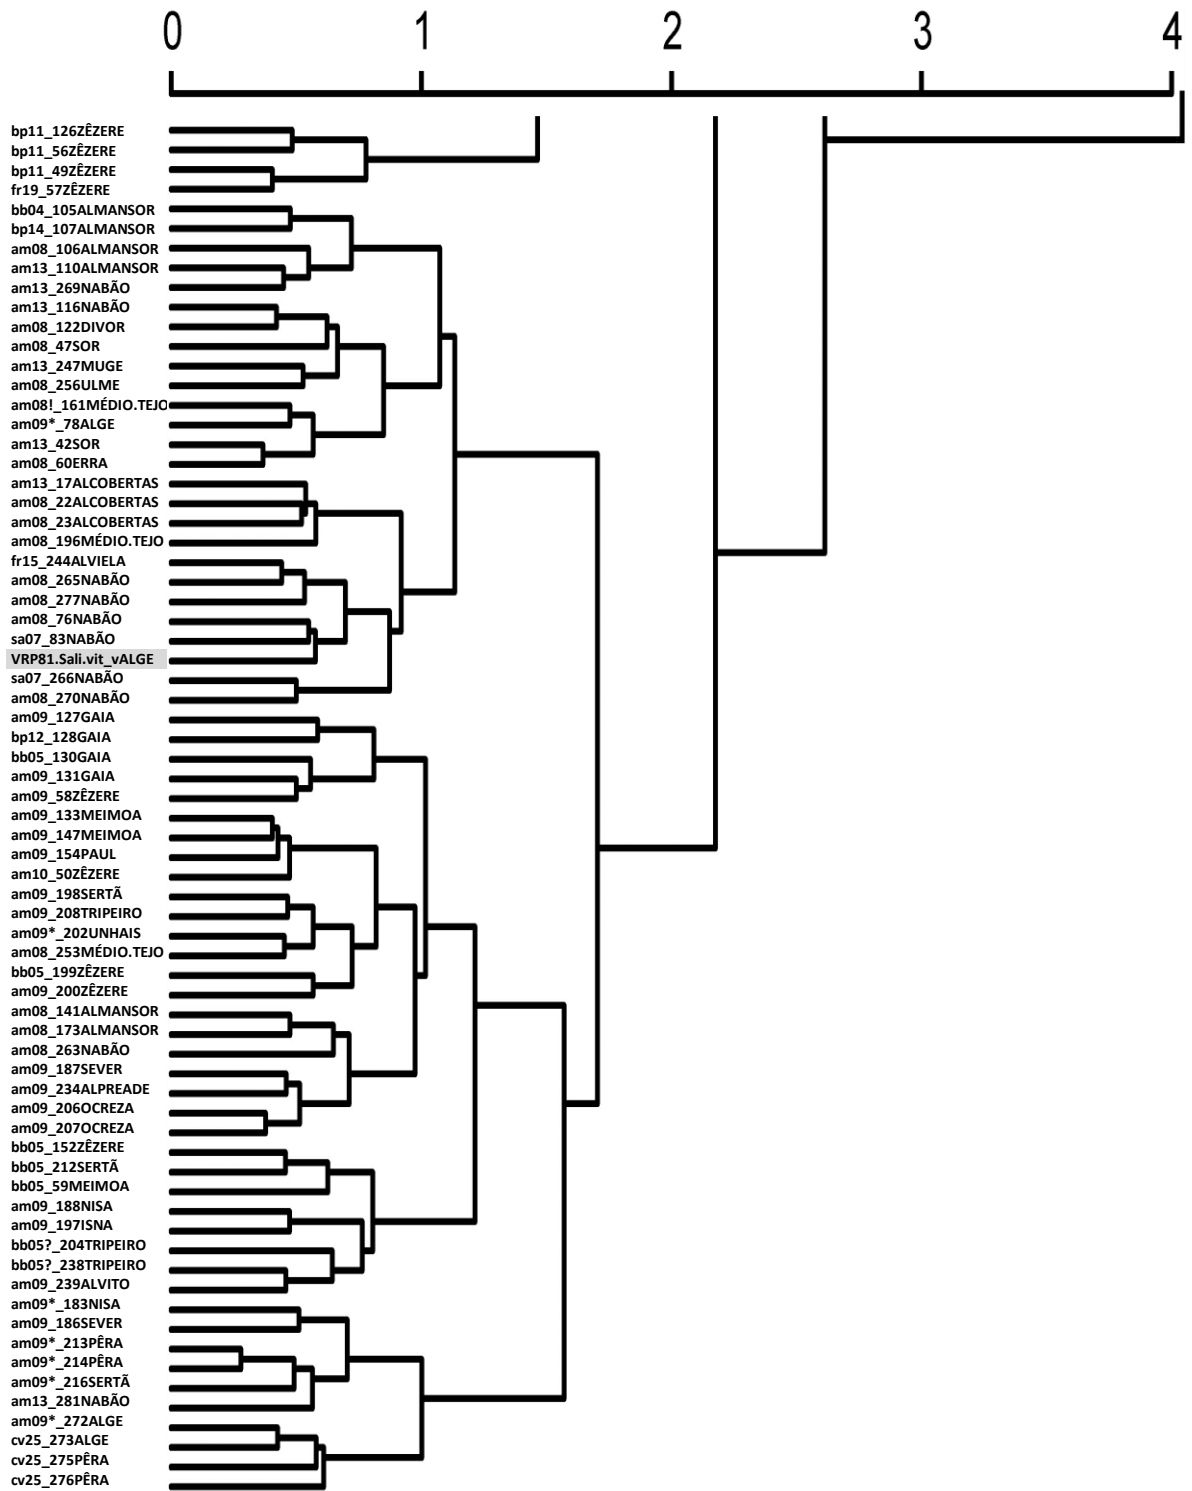 0 1 2 3 4
bp11_126ZÊZERE
bp11_56ZÊZERE
bp11_49ZÊZERE
fr19_57ZÊZERE
bb04_105ALMANSOR
bp14_107ALMANSOR
am08_106ALMANSOR
am13_110ALMANSOR
am13_269NABÃO
am13_116NABÃO
am08_122DIVOR
am08_47SOR
am13_247MUGE
am08_256ULME
am08!_161MÉDIO.TEJO
am09*_78ALGE
am13_42SOR
am08_60ERRA
am13_17ALCOBERTAS
am08_22ALCOBERTAS
am08_23ALCOBERTAS
am08_196MÉDIO.TEJO
fr15_244ALVIELA
am08_265NABÃO
am08_277NABÃO
am08_76NABÃO
sa07_83NABÃO
VRP81.Sali.vit_vALGE
sa07_266NABÃO
am08_270NABÃO
am09_127GAIA
bp12_128GAIA
bb05_130GAIA
am09_131GAIA
am09_58ZÊZERE
am09_133MEIMOA
am09_147MEIMOA
am09_154PAUL
am10_50ZÊZERE
am09_198SERTÃ
am09_208TRIPEIRO
am09*_202UNHAIS
am08_253MÉDIO.TEJO
bb05_199ZÊZERE
am09_200ZÊZERE
am08_141ALMANSOR
am08_173ALMANSOR
am08_263NABÃO
am09_187SEVER
am09_234ALPREADE
am09_206OCREZA
am09_207OCREZA
bb05_152ZÊZERE
bb05_212SERTÃ
bb05_59MEIMOA
am09_188NISA
am09_197ISNA
bb05?_204TRIPEIRO
bb05?_238TRIPEIRO
am09_239ALVITO
am09*_183NISA
am09_186SEVER
am09*_213PÊRA
am09*_214PÊRA
am09*_216SERTÃ
am13_281NABÃO
am09*_272ALGE
cv25_273ALGE
cv25_275PÊRA
cv25_276PÊRA